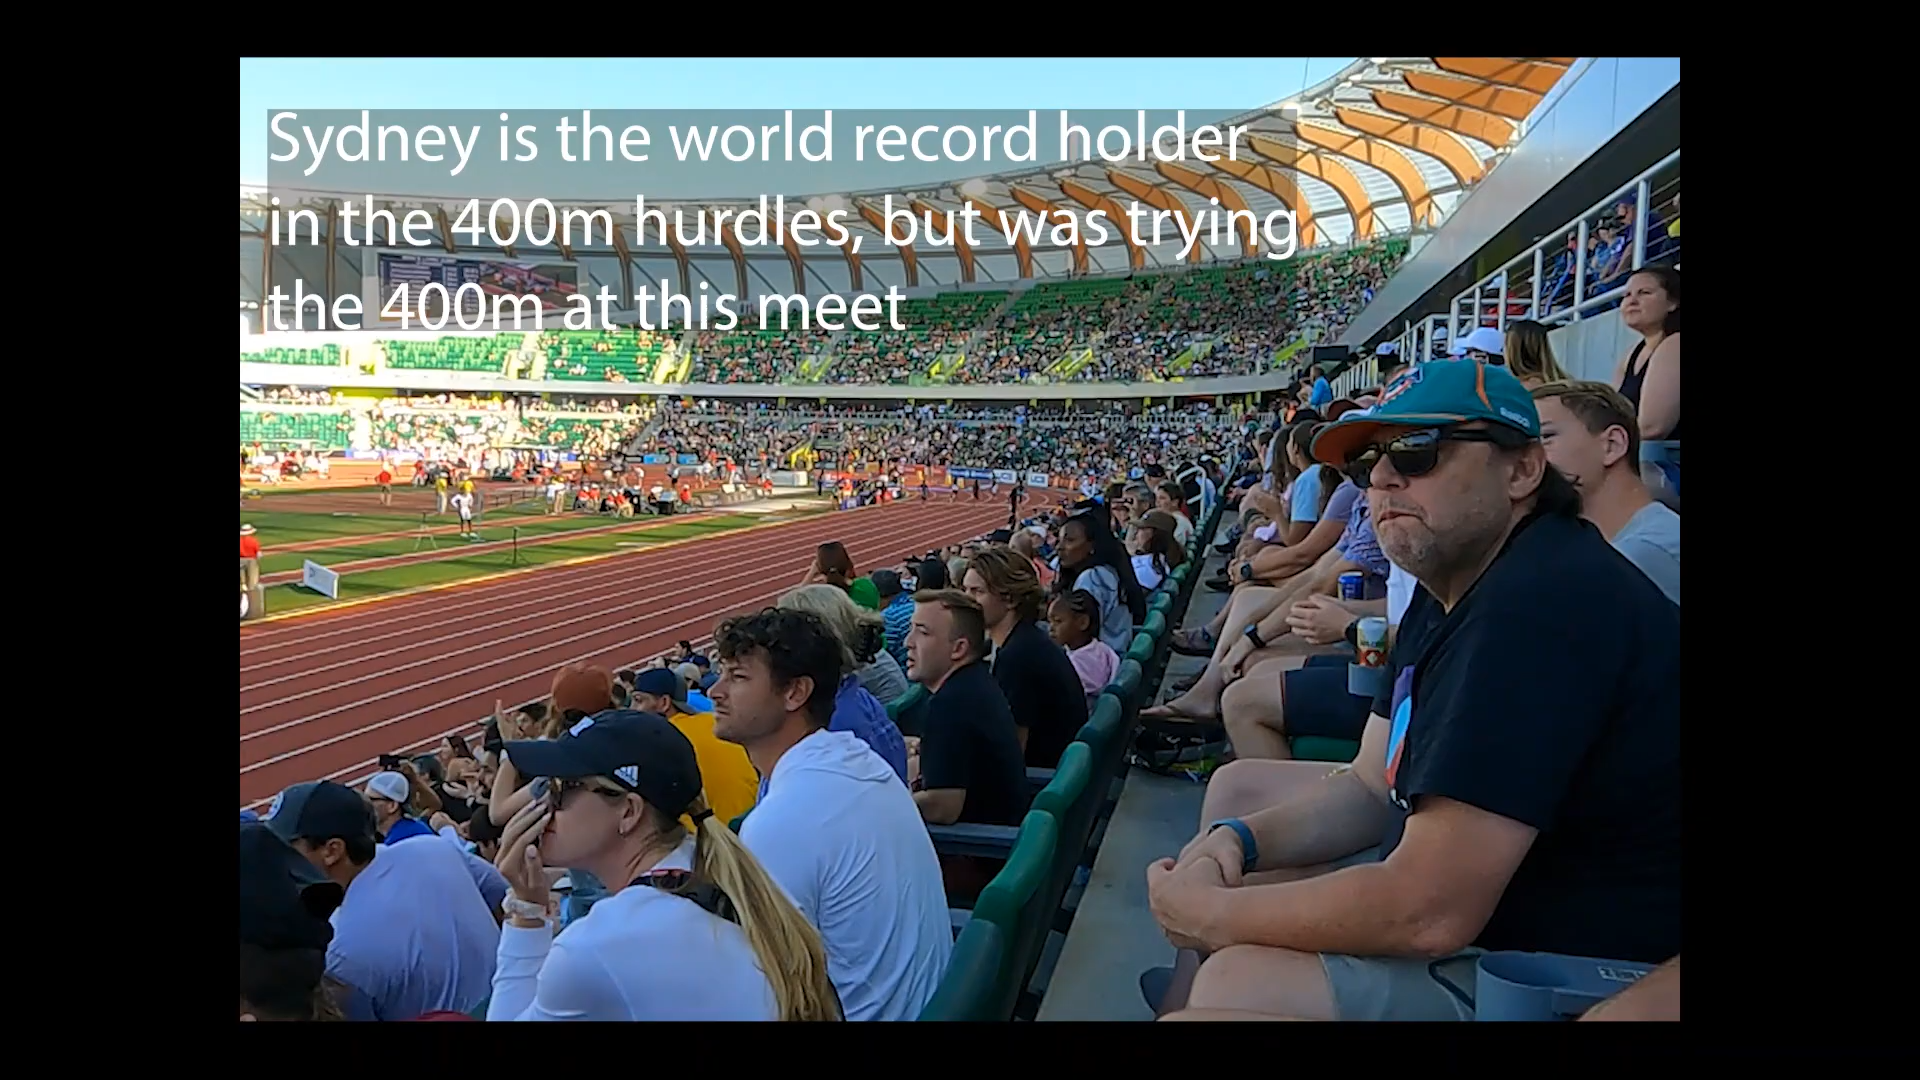 Sydney is the world record holder
in the 400m hurdles, but was trying
the 400m at this meet